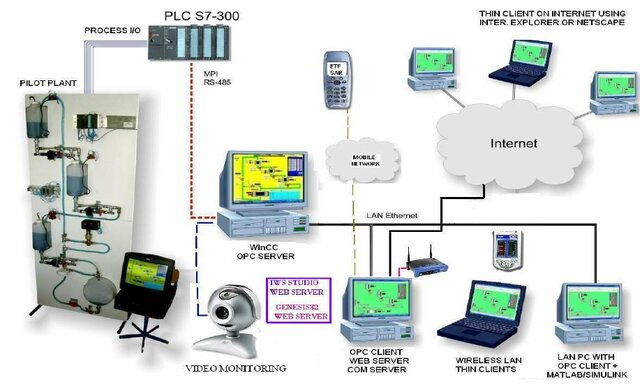 PLC S7-300
PROCESS I/O
MPI
RS-485
PILOT PLANT
THIN CLIENT ON INTERNET USING
INTER. EXPLORER OR NETSCAPE
ETF
SAR
Internet
MOBILE
NETWORK
LAN Ethernet
WinCC
OPC SERVER
IWS STUDIO
WEB SERVER
GENESIS32
WEB SERVER
VIDEO MONITORING
OPC CLIENT
WEB SERVER
COM SERVER
WIRELESS LAN
THIN CLIENTS
LAN PC WITH
OPC CLIENT +
MATLAB/SIMULINK